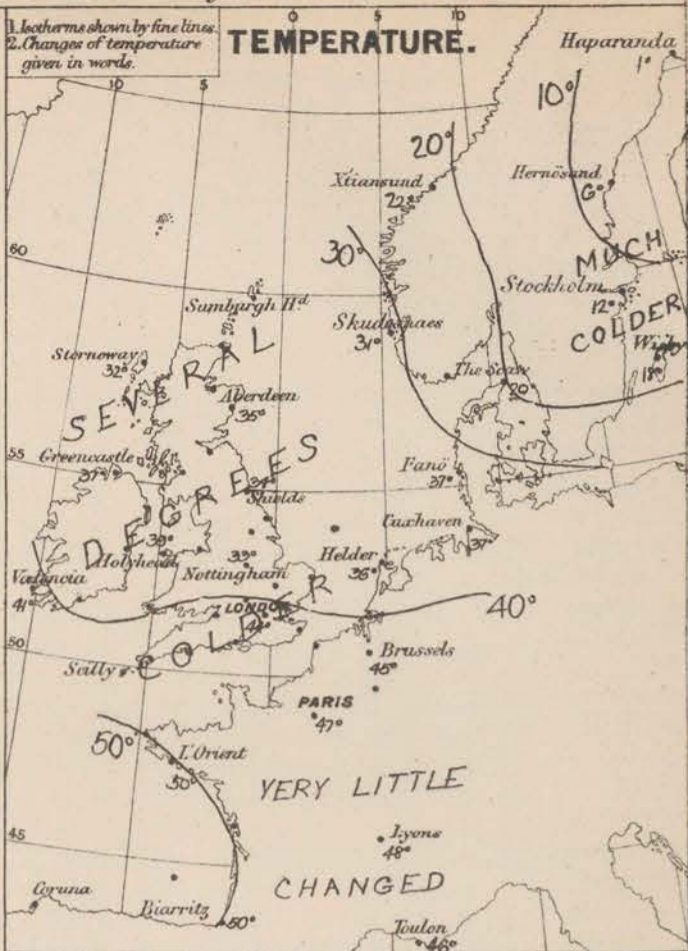 1. Isotherms shown by fine lines.
2. Changes of temperature
given in words.
TEMPERATURE.
0
5
10
10
5
Haparanda
1°
10°
20°
Hernösand
6
Xtiansund
22°
30°
MUCH
60
Stockholm
12°
COLDER
Sumburgh Hd.
Skudesnaes
31°
Wisby
18°
Stornoway
32°
The Scaw
20°
SEVERAL
Aberdeen
35°
55
Greencastle
37°
DEGREES
Shields
34°
Fanö
37°
Cuxhaven
37°
39°
Holyhead
33°
Nottingham
Helder
36°
Valencia
41°
LONDON
41°
40°
COLDER
50
Scilly
Brussels
45°
PARIS
47°
50°
L'Orient
50°
VERY LITTLE
45
Lyons
48°
CHANGED
Coruna
Biarritz
50°
Toulon
46°